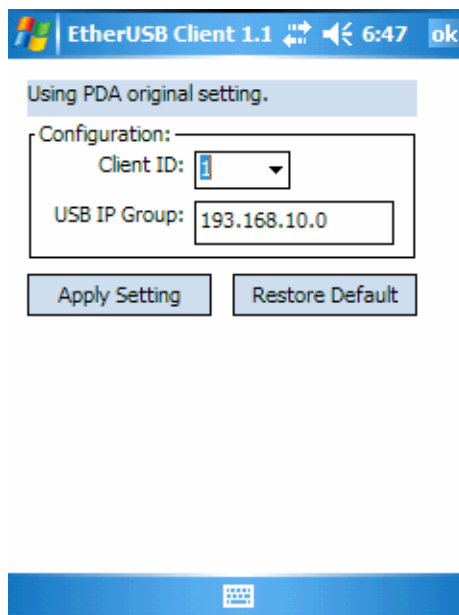 EtherUSB Client 1.1 6:47 ok
Using PDA original setting.
Configuration:
Client ID: 1
USB IP Group: 193.168.10.0
Apply Setting Restore Default